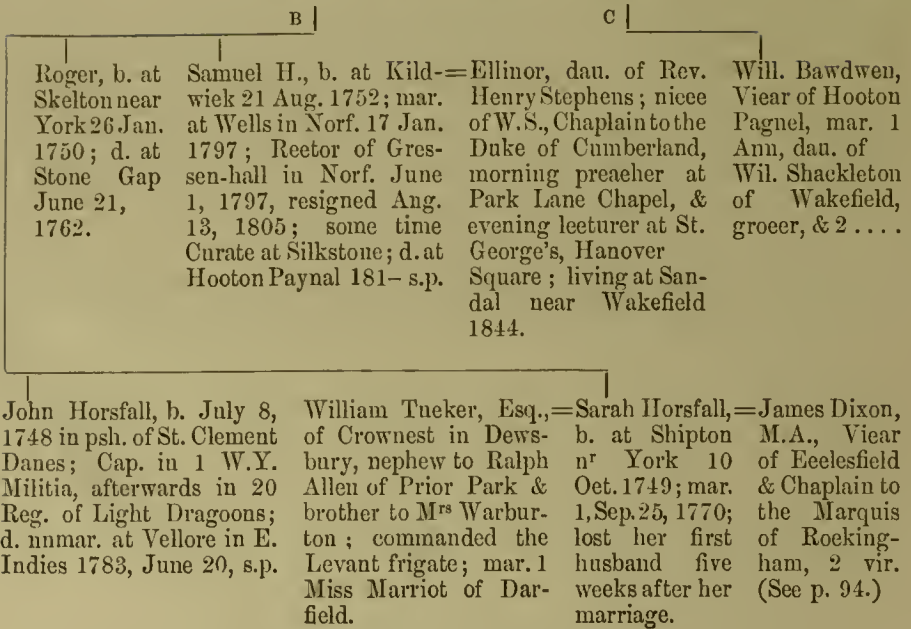 B C
Roger, b. at
Skelton near
York 26 Jan.
1750; d. at
Stone Gap
June 21,
1762.
Samuel H., b. at Kild-=
wick 21 Aug. 1752; mar.
at Wells in Norf. 17 Jan.
1797; Rector of Gres-
sen-hall in Norf. June
1, 1797, resigned Aug.
13, 1805; some time
Curate at Silkstone; d. at
Hooton Paynal 181– s.p.
Ellinor, dau. of Rev.
Henry Stephens; niece
of W. S., Chaplain to the
Duke of Cumberland,
morning preacher at
Park Lane Chapel, &
evening lecturer at St.
George's, Hanover
Square; living at San-
dal near Wakefield
1844.
Will. Bawdwen,
Vicar of Hooton
Pagnel, mar. 1
Ann, dau. of
Wil. Shackleton
of Wakefield,
grocer, & 2 ....
John Horsfall, b. July 8,
1748 in psh. of St. Clement
Danes; Cap. in 1 W.Y.
Militia, afterwards in 20
Reg. of Light Dragoons;
d. unmar. at Vellore in E.
Indies 1783, June 20, s.p.
William Tucker, Esq.,=
of Crownest in Dews-
bury, nephew to Ralph
Allen of Prior Park &
brother to Mrs Warbur-
ton; commanded the
Levant frigate; mar. 1
Miss Marriot of Dar-
field.
Sarah Horsfall,=
b. at Shipton
nr York 10
Oct. 1749; mar.
1, Sep. 25, 1770;
lost her first
husband five
weeks after her
marriage.
James Dixon,
M.A., Vicar
of Ecclesfield
& Chaplain to
the Marquis
of Rocking-
ham, 2 vir.
(See p. 94.)